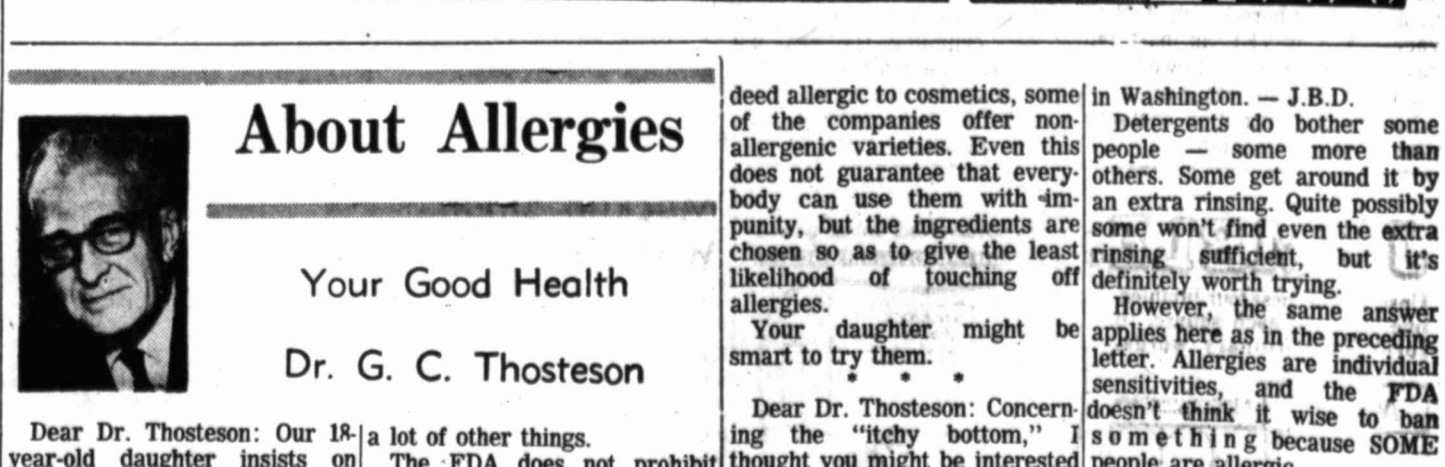 About Allergies
Your Good Health
Dr. G. C. Thosteson
Dear Dr. Thosteson: Our 18-
year-old daughter insists on
a lot of other things.
The FDA does not prohibit
deed allergic to cosmetics, some
of the companies offer non-
allergenic varieties. Even this
does not guarantee that every-
body can use them with im-
punity, but the ingredients are
chosen so as to give the least
likelihood of touching off
allergies.
Your daughter might be
smart to try them.
* * *
Dear Dr. Thosteson: Concern-
ing the "itchy bottom," I
thought you might be interested
in Washington. — J.B.D.
Detergents do bother some
people — some more than
others. Some get around it by
an extra rinsing. Quite possibly
some won't find even the extra
rinsing sufficient, but it's
definitely worth trying.
However, the same answer
applies here as in the preceding
letter. Allergies are individual
sensitivities, and the FDA
doesn't think it wise to ban
something because SOME
people are allergic